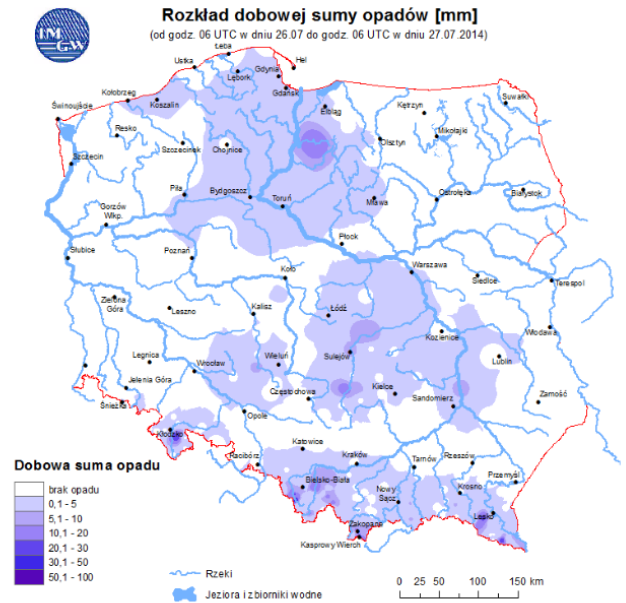 IM
GW
Rozkład dobowej sumy opadów [mm]
(od godz. 06 UTC w dniu 26.07 do godz. 06 UTC w dniu 27.07.2014)
Łeba
Ustka
Hel
Lębork
Gdynia
Gdańsk
Kołobrzeg
Koszalin
Świnoujście
Elbląg
Kętrzyn
Suwałki
Resko
Szczecinek
Chojnice
Olsztyn
Mikołajki
Szczecin
Piła
Bydgoszcz
Toruń
Mława
Ostrołęka
Białystok
Gorzów
Wlkp.
Płock
Słubice
Poznań
Warszawa
Koło
Siedlce
Terespol
Zielona
Góra
Leszno
Kalisz
Łódź
Kozienice
Włodawa
Legnica
Wrocław
Wieluń
Sulejów
Lublin
Jelenia Góra
Częstochowa
Kielce
Sandomierz
Zamość
Śnieżka
Opole
Kłodzko
Katowice
Racibórz
Kraków
Tarnów
Rzeszów
Przemyśl
Bielsko-Biała
Nowy
Sącz
Krosno
Lesko
Zakopane
Kasprowy Wierch
Dobowa suma opadu
brak opadu
0,1 - 5
5,1 - 10
10,1 - 20
20,1 - 30
30,1 - 50
50,1 - 100
Rzeki
Jeziora i zbiorniki wodne
0 25 50 100 150 km